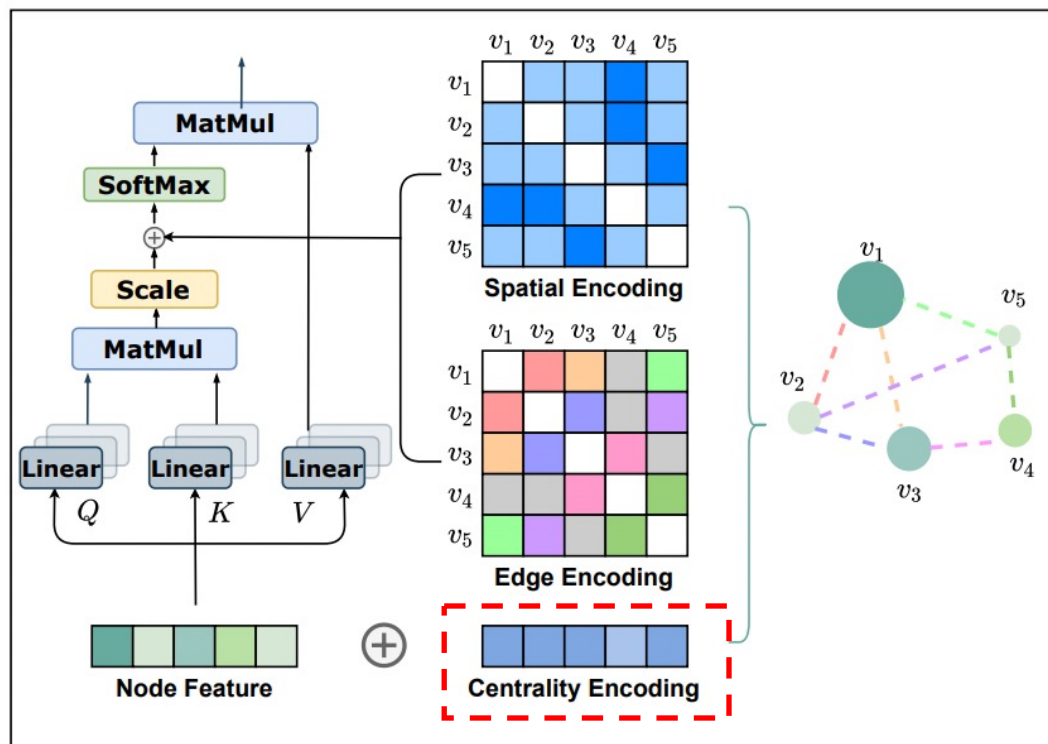 MatMul
SoftMax
Scale
MatMul
Linear Linear Linear
Q K V
Node Feature
v₁ v₂ v₃ v₄ v₅
v₁
v₂
v₃
v₄
v₅
Spatial Encoding
v₁ v₂ v₃ v₄ v₅
v₁
v₂
v₃
v₄
v₅
Edge Encoding
Centrality Encoding
v₁
v₅
v₂
v₄
v₃